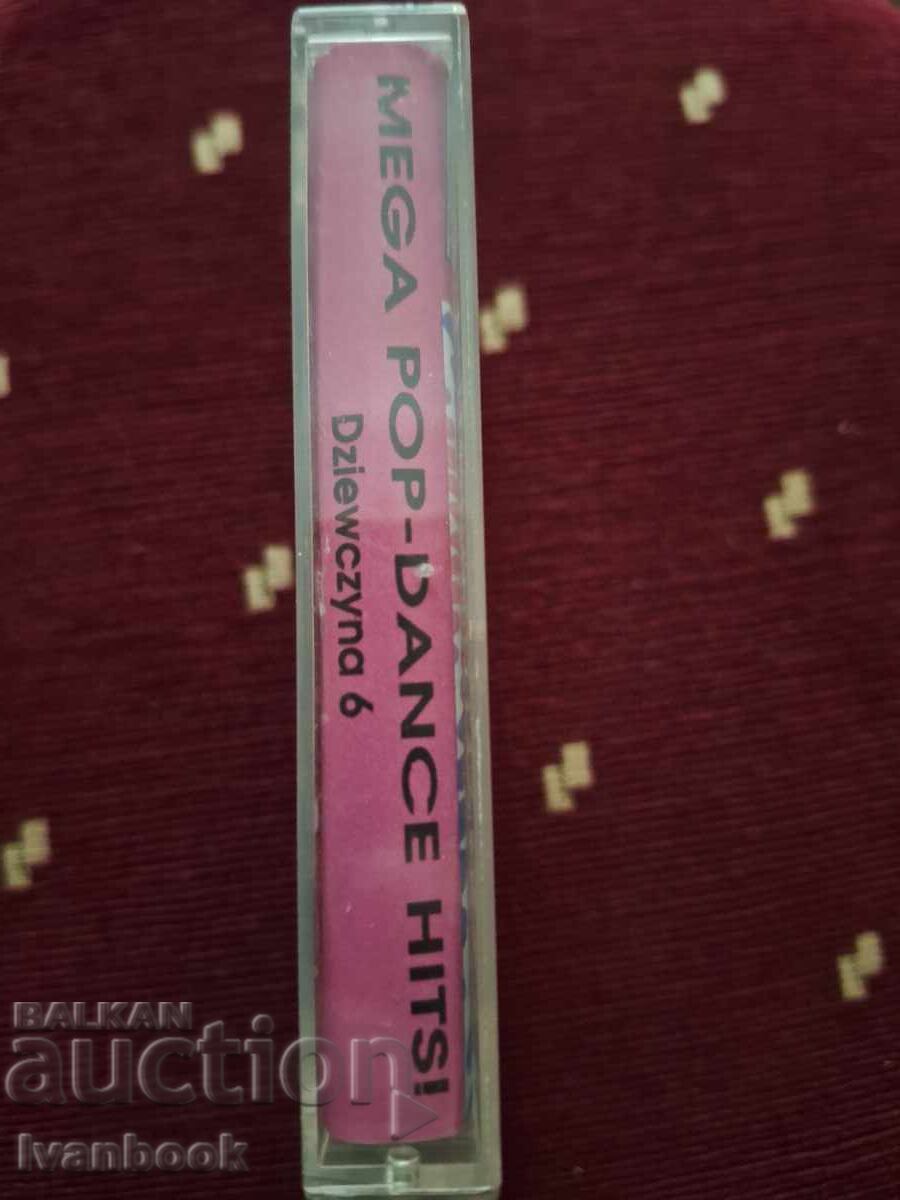 MEGA POP-DANCE HITS!
Dziewczyna 6
BALKAN
auction
Ivanbook